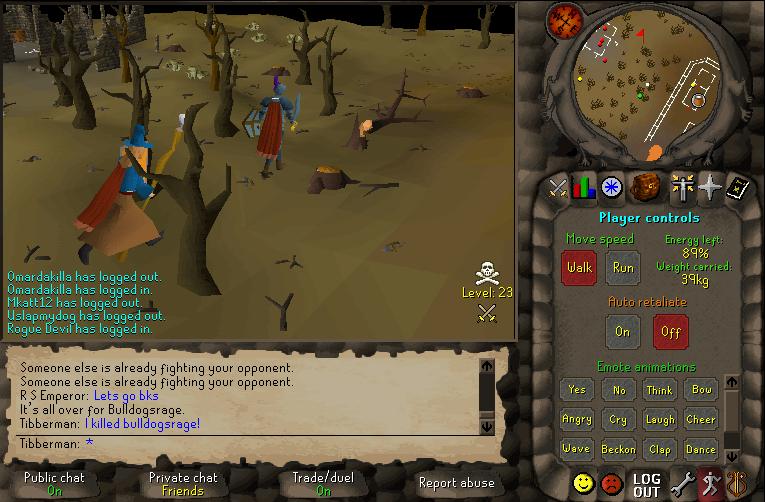 Omardakilla has logged out.
Omardakilla has logged in.
Mkatt12 has logged out.
Uslapmydog has logged out.
Rogue Devil has logged in.
Level: 23
Someone else is already fighting your opponent.
Someone else is already fighting your opponent.
R S Emperor: Lets go bks
It's all over for Bulldogsrage.
Tibberman: I killed bulldogsrage!
Tibberman: *
Public chat
On
Private chat
Friends
Trade/duel
On
Report abuse
Player controls
Move speed
Walk
Run
Energy left:
89%
Weight carried:
39kg
Auto retaliate
On
Off
Emote animations
Yes
No
Think
Bow
Angry
Cry
Laugh
Cheer
Wave
Beckon
Clap
Dance
LOG
OUT